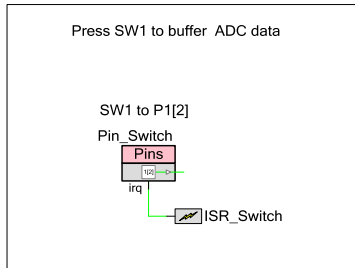 Press SW1 to buffer ADC data
SW1 to P1[2]
Pin_Switch
Pins
1[2]
irq
ISR_Switch